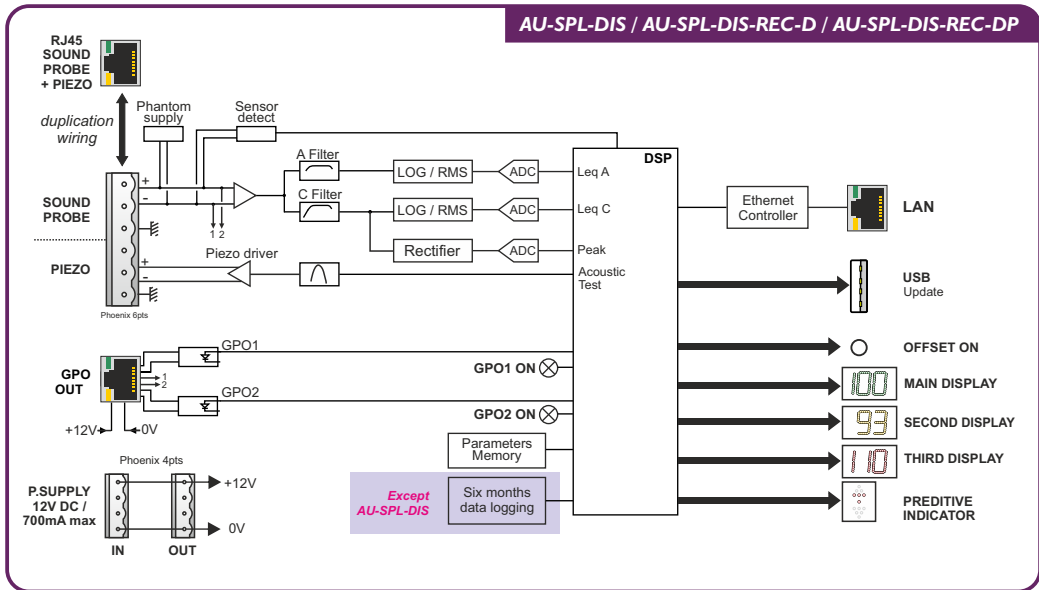 AU-SPL-DIS / AU-SPL-DIS-REC-D / AU-SPL-DIS-REC-DP
RJ45
SOUND
PROBE
+ PIEZO
duplication
wiring
Phantom
supply
Sensor
detect
A Filter
C Filter
LOG / RMS
ADC
Leq A
LOG / RMS
ADC
Leq C
Rectifier
ADC
Peak
Acoustic
Test
DSP
SOUND
PROBE
+
-
1 2
PIEZO
+
-
Piezo driver
Phoenix 6pts
Ethernet
Controller
LAN
USB
Update
OFFSET ON
100
MAIN DISPLAY
93
SECOND DISPLAY
110
THIRD DISPLAY
PREDITIVE
INDICATOR
GPO
OUT
GPO1
1
2
GPO2
+12V
0V
GPO1 ON
GPO2 ON
Parameters
Memory
Except
AU-SPL-DIS
Six months
data logging
Phoenix 4pts
P.SUPPLY
12V DC /
700mA max
+12V
0V
IN
OUT